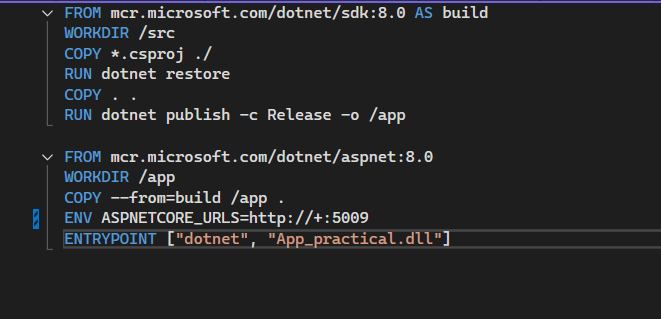 FROM mcr.microsoft.com/dotnet/sdk:8.0 AS build
WORKDIR /src
COPY *.csproj ./
RUN dotnet restore
COPY . .
RUN dotnet publish -c Release -o /app
FROM mcr.microsoft.com/dotnet/aspnet:8.0
WORKDIR /app
COPY --from=build /app .
ENV ASPNETCORE_URLS=http://+:5009
ENTRYPOINT ["dotnet", "App_practical.dll"]